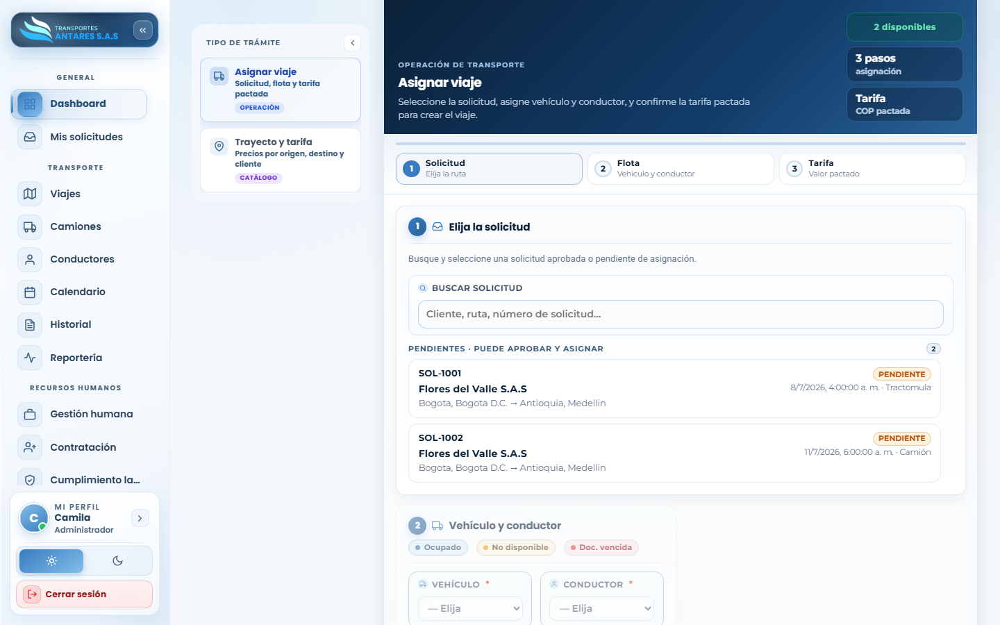 TRANSPORTES
ANTARES S.A.S
GENERAL
Dashboard
Mis solicitudes
TRANSPORTE
Viajes
Camiones
Conductores
Calendario
Historial
Reportería
RECURSOS HUMANOS
Gestión humana
Contratación
Cumplimiento la...
C
MI PERFIL
Camila
Administrador
Cerrar sesión
TIPO DE TRÁMITE
Asignar viaje
Solicitud, flota y tarifa
pactada
OPERACIÓN
Trayecto y tarifa
Precios por origen, destino y
cliente
CATÁLOGO
OPERACIÓN DE TRANSPORTE
Asignar viaje
Seleccione la solicitud, asigne vehículo y conductor, y confirme la tarifa pactada
para crear el viaje.
2 disponibles
3 pasos
asignación
Tarifa
COP pactada
1
Solicitud
Elija la ruta
2
Flota
Vehículo y conductor
3
Tarifa
Valor pactado
1
Elija la solicitud
Busque y seleccione una solicitud aprobada o pendiente de asignación.
BUSCAR SOLICITUD
Cliente, ruta, número de solicitud...
PENDIENTES · PUEDE APROBAR Y ASIGNAR
2
SOL-1001
Flores del Valle S.A.S
Bogota, Bogota D.C. → Antioquia, Medellin
PENDIENTE
8/7/2026, 4:00:00 a. m. · Tractomula
SOL-1002
Flores del Valle S.A.S
Bogota, Bogota D.C. → Antioquia, Medellin
PENDIENTE
11/7/2026, 6:00:00 a. m. · Camión
2
Vehículo y conductor
Ocupado
No disponible
Doc. vencida
VEHÍCULO *
— Elija
CONDUCTOR *
— Elija